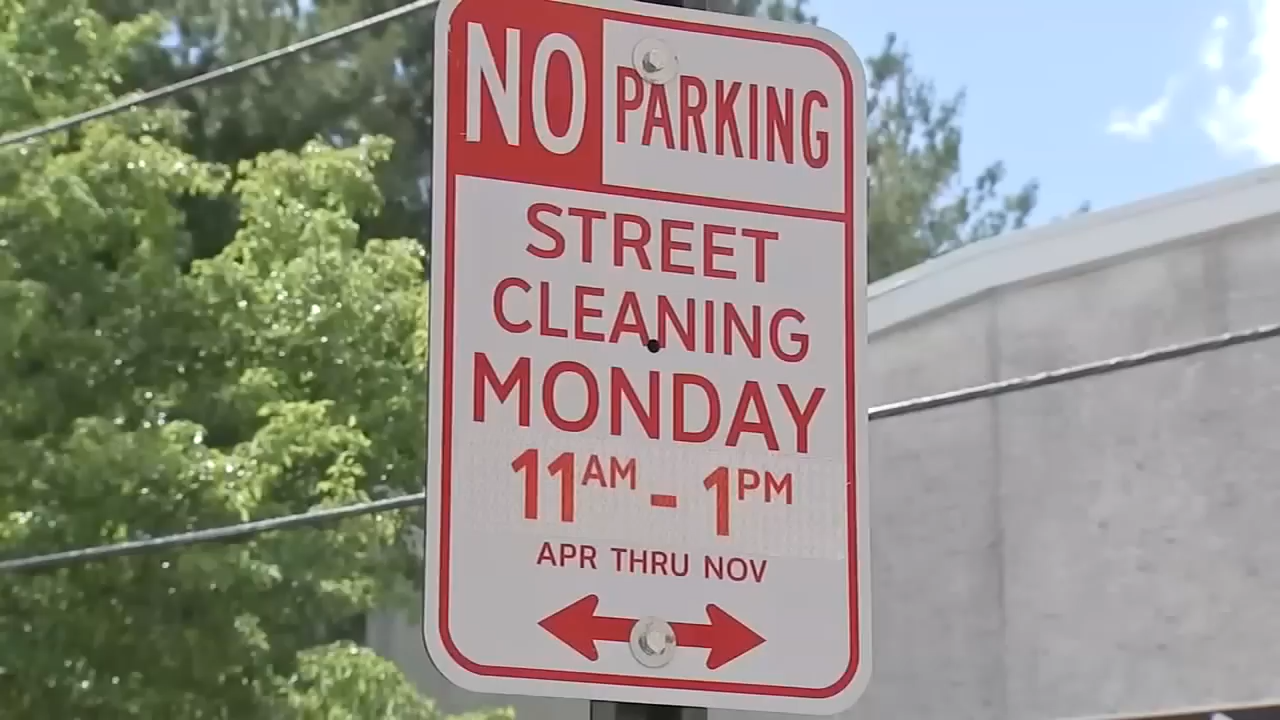 NO PARKING
STREET
CLEANING
MONDAY
11AM - 1PM
APR THRU NOV